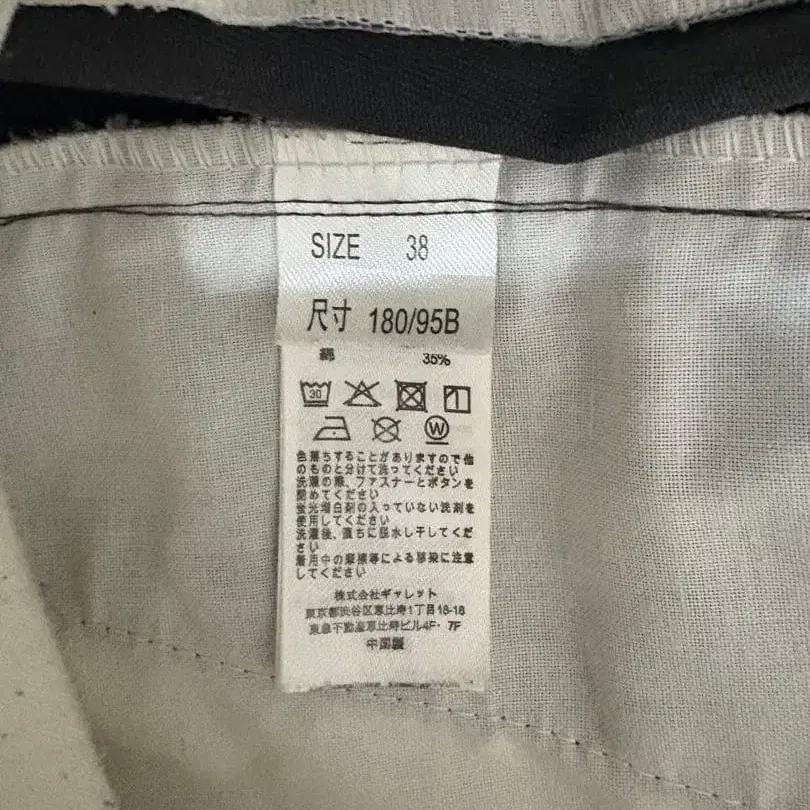 SIZE 38
尺寸 180/95B
綿 35%
30
W
色落ちすることがありますので他
のものと分けて洗ってください
洗濯の際、ファスナーとボタンを
閉めてください
蛍光増白剤の入っていない洗剤を
使用してください
洗濯後、直ちに脱水し干してくだ
さい
着用中の摩擦等による移染に注意
してください
株式会社ギャレット
東京都渋谷区恵比寿1丁目18-18
東急不動産恵比寿ビル4F・7F
中国製